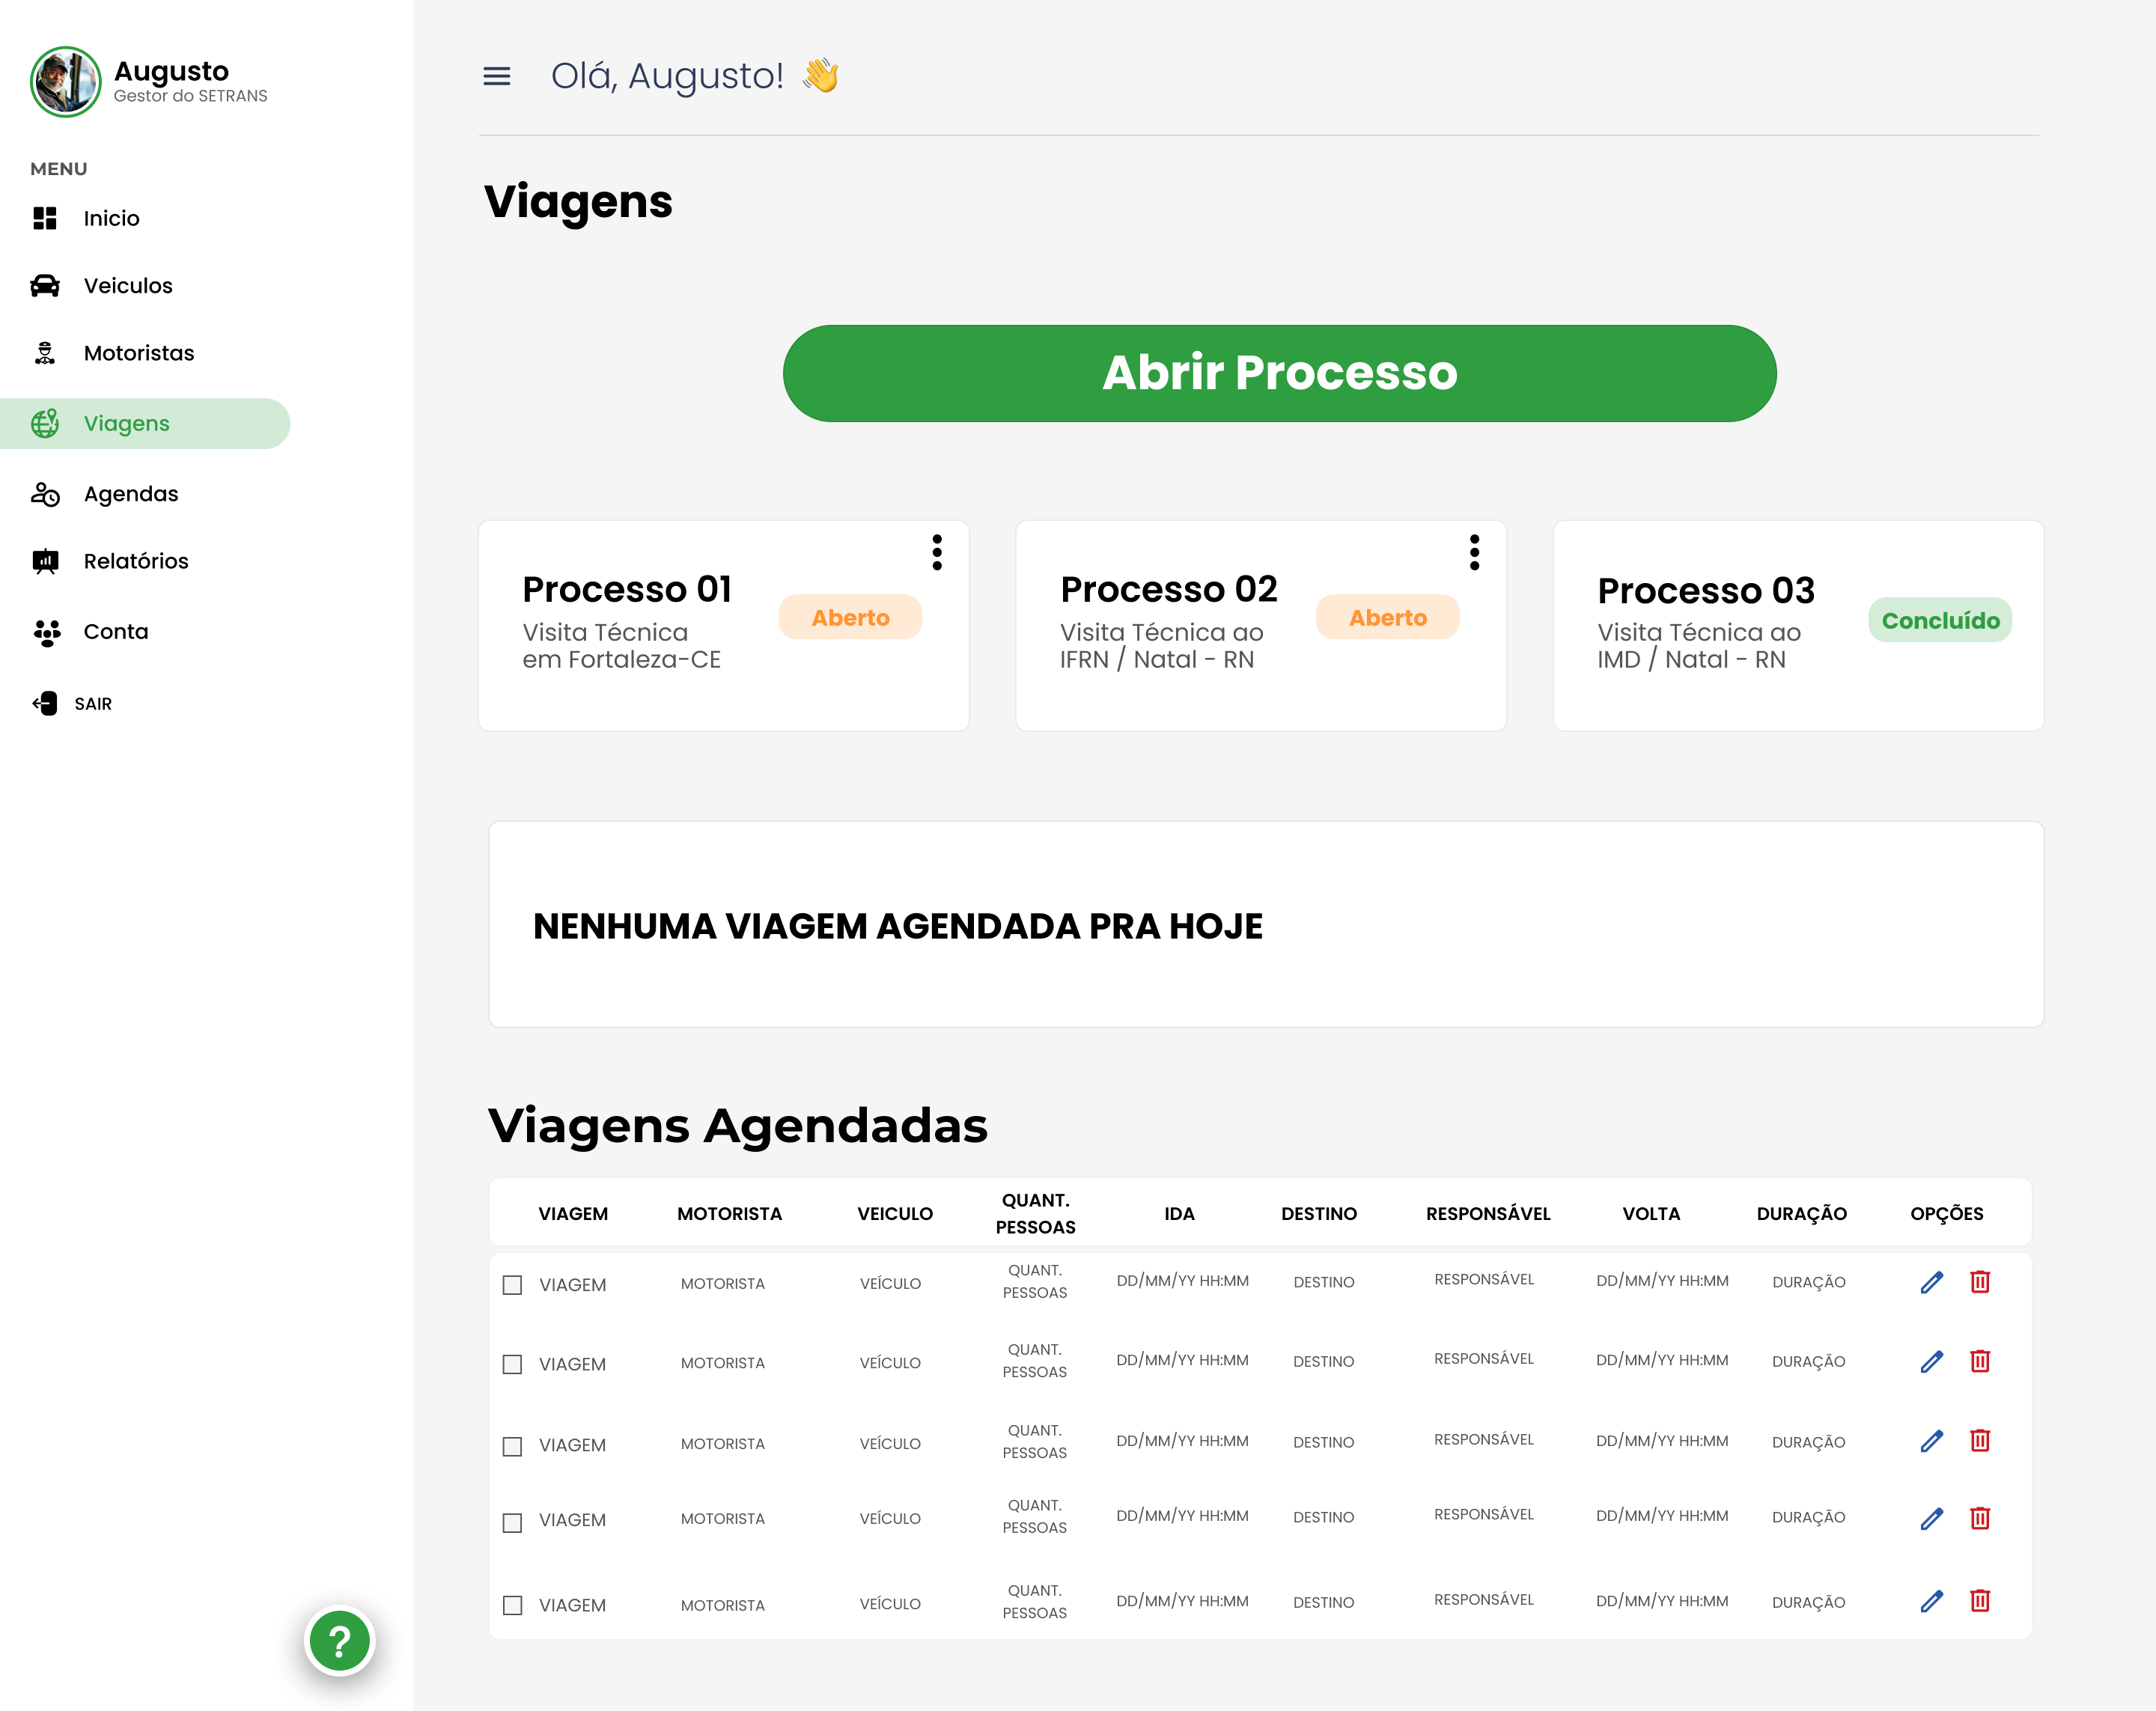 Augusto
Gestor do SETRANS
MENU
Inicio
Veiculos
Motoristas
Viagens
Agendas
Relatórios
Conta
SAIR
?
Olá, Augusto! 👋
Viagens
Abrir Processo
Processo 01
Visita Técnica
em Fortaleza-CE
Aberto
Processo 02
Visita Técnica ao
IFRN / Natal - RN
Aberto
Processo 03
Visita Técnica ao
IMD / Natal - RN
Concluído
NENHUMA VIAGEM AGENDADA PRA HOJE
Viagens Agendadas
VIAGEM MOTORISTA VEICULO QUANT. PESSOAS IDA DESTINO RESPONSÁVEL VOLTA DURAÇÃO OPÇÕES
VIAGEM MOTORISTA VEÍCULO QUANT. PESSOAS DD/MM/YY HH:MM DESTINO RESPONSÁVEL DD/MM/YY HH:MM DURAÇÃO
VIAGEM MOTORISTA VEÍCULO QUANT. PESSOAS DD/MM/YY HH:MM DESTINO RESPONSÁVEL DD/MM/YY HH:MM DURAÇÃO
VIAGEM MOTORISTA VEÍCULO QUANT. PESSOAS DD/MM/YY HH:MM DESTINO RESPONSÁVEL DD/MM/YY HH:MM DURAÇÃO
VIAGEM MOTORISTA VEÍCULO QUANT. PESSOAS DD/MM/YY HH:MM DESTINO RESPONSÁVEL DD/MM/YY HH:MM DURAÇÃO
VIAGEM MOTORISTA VEÍCULO QUANT. PESSOAS DD/MM/YY HH:MM DESTINO RESPONSÁVEL DD/MM/YY HH:MM DURAÇÃO